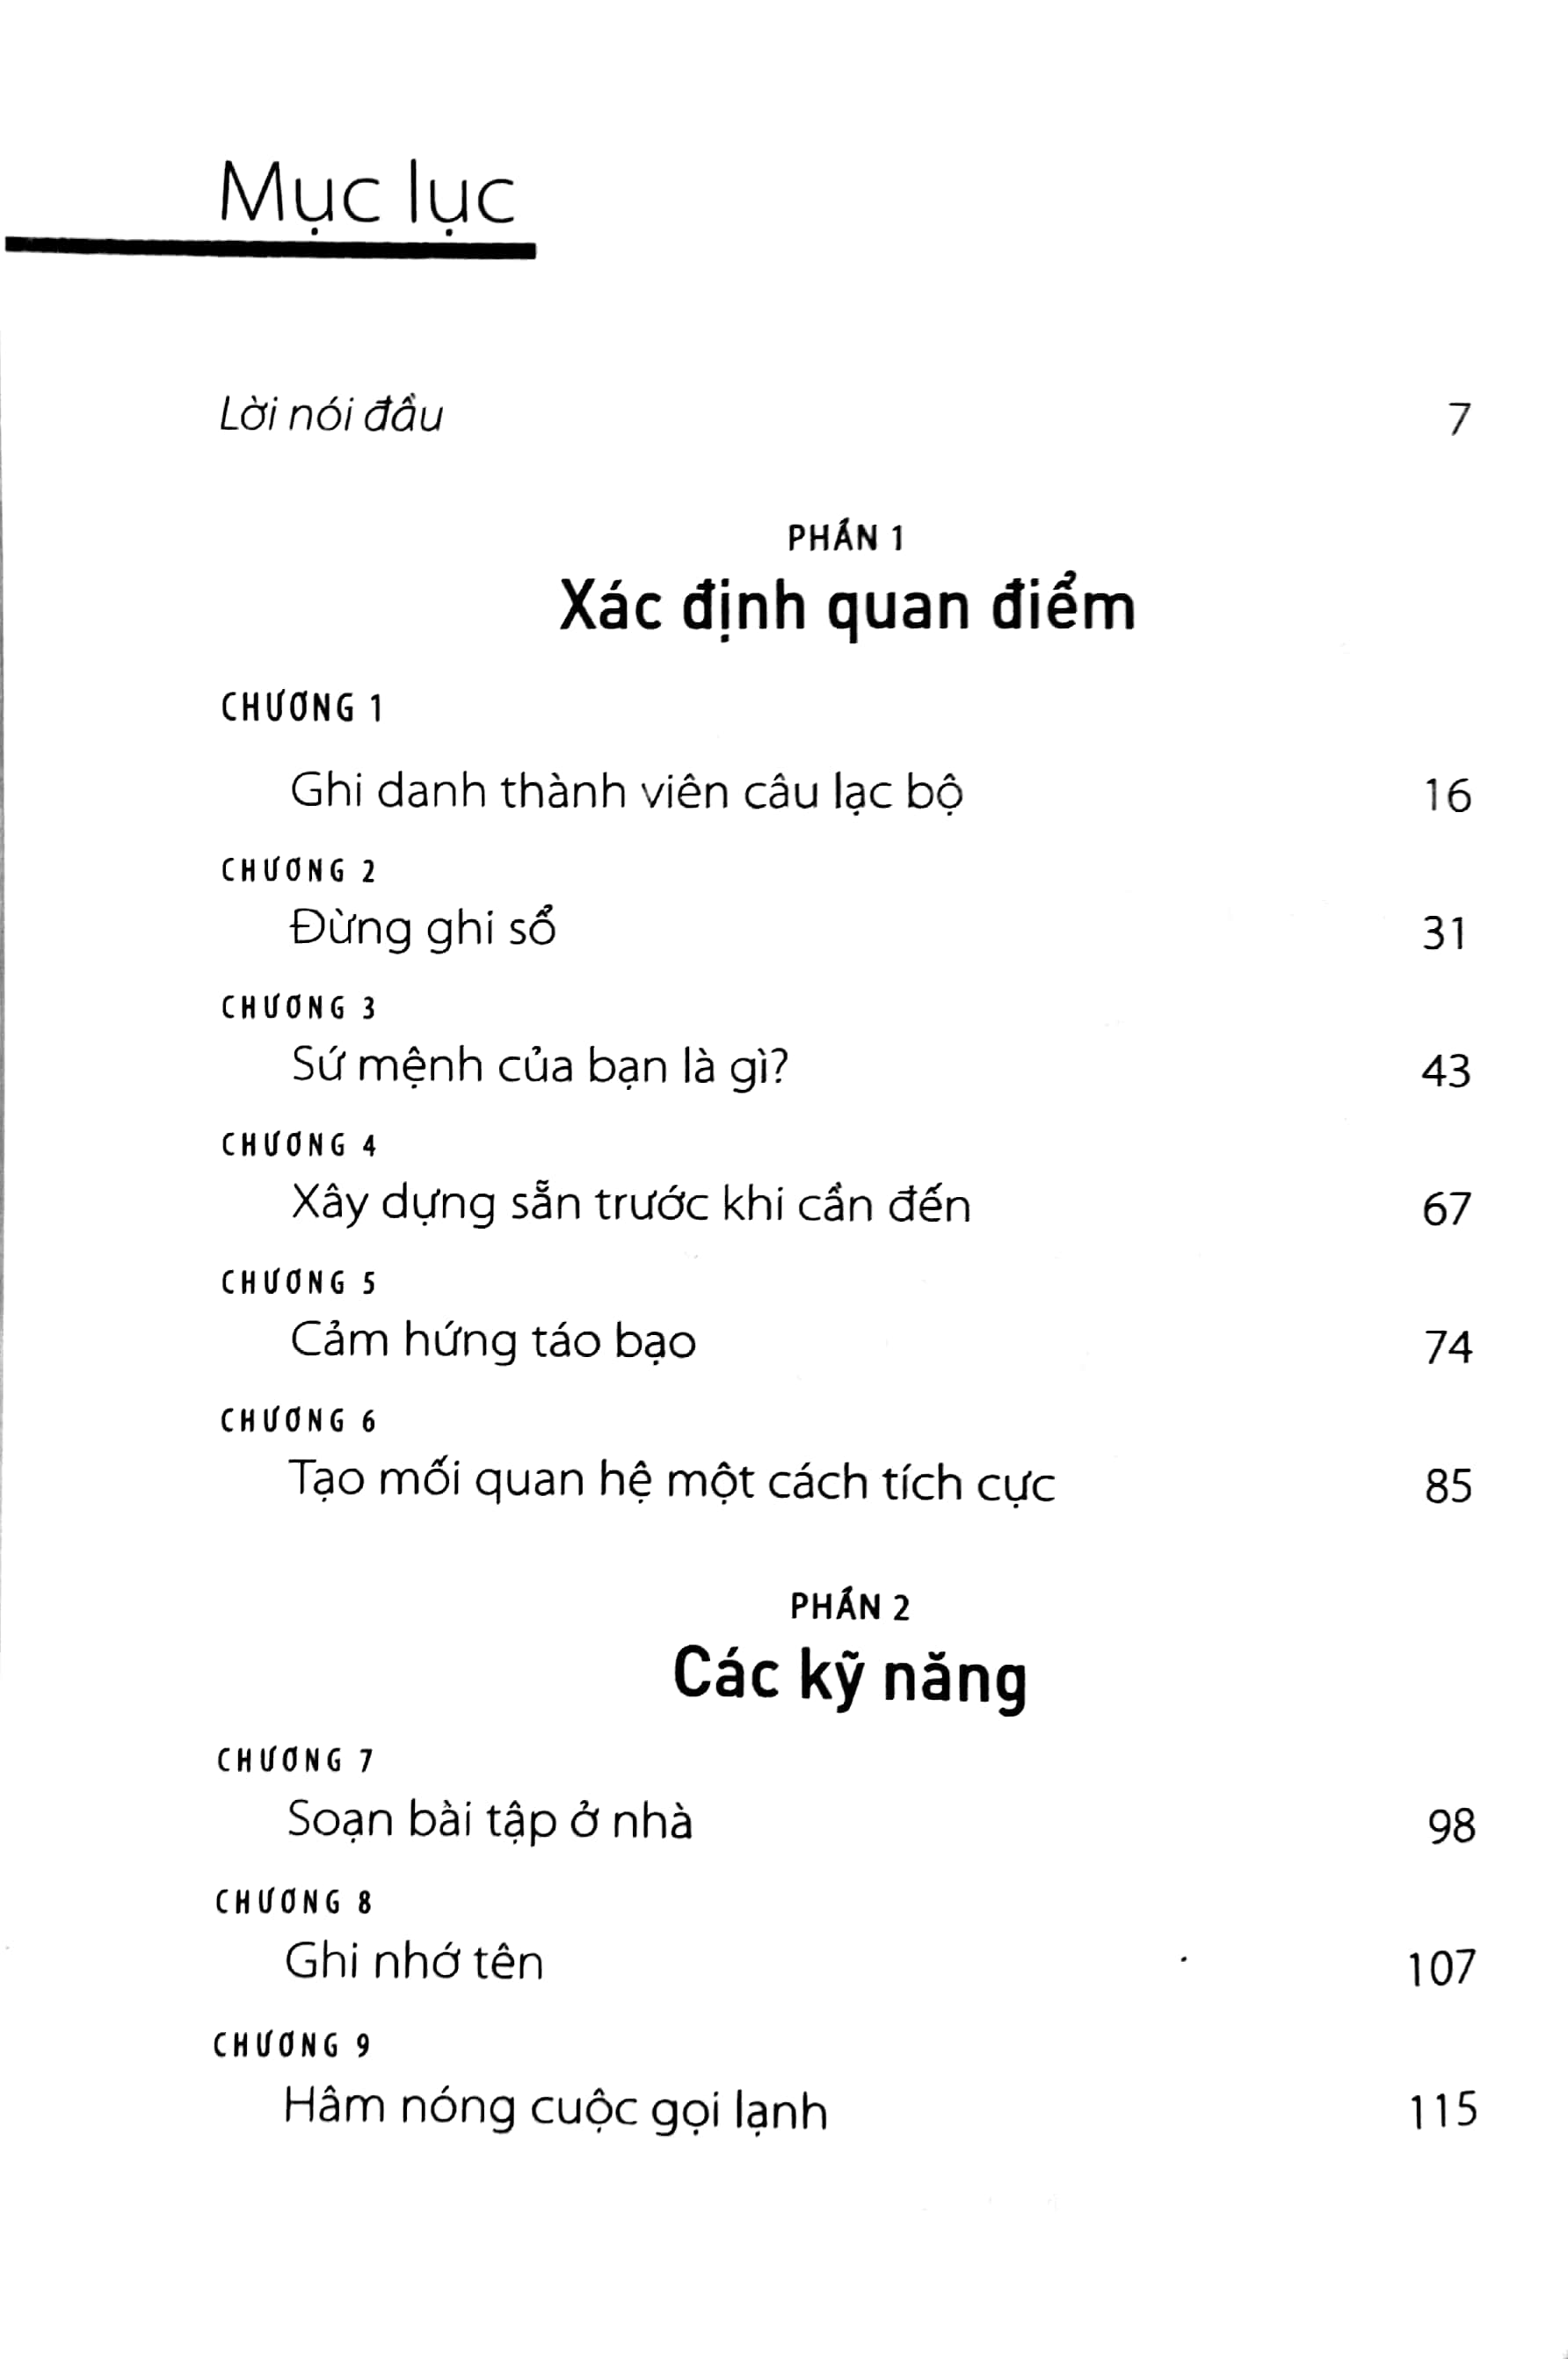 Mục lục
Lời nói đầu 7
PHẦN 1
Xác định quan điểm
CHƯƠNG 1
Ghi danh thành viên câu lạc bộ 16
CHƯƠNG 2
Đừng ghi sổ 31
CHƯƠNG 3
Sứ mệnh của bạn là gì? 43
CHƯƠNG 4
Xây dựng sẵn trước khi cần đến 67
CHƯƠNG 5
Cảm hứng táo bạo 74
CHƯƠNG 6
Tạo mối quan hệ một cách tích cực 85
PHẦN 2
Các kỹ năng
CHƯƠNG 7
Soạn bài tập ở nhà 98
CHƯƠNG 8
Ghi nhớ tên 107
CHƯƠNG 9
Hâm nóng cuộc gọi lạnh 115